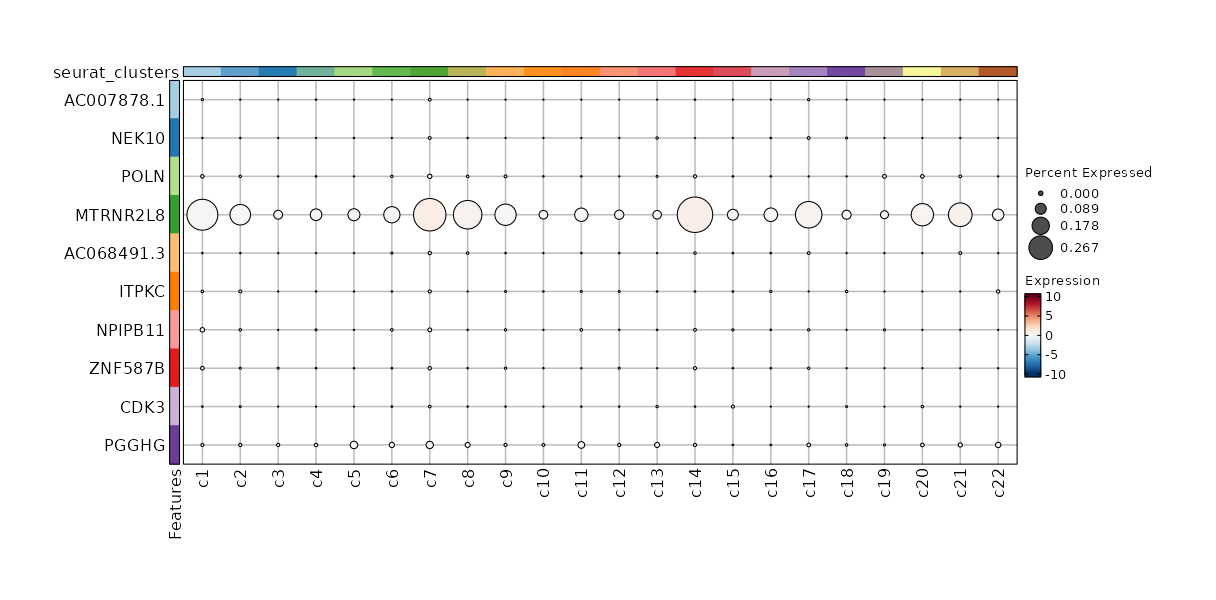 seurat_clusters
AC007878.1
NEK10
POLN
MTRNR2L8
AC068491.3
ITPKC
NPIPB11
ZNF587B
CDK3
PGGHG
Features
c1 c2 c3 c4 c5 c6 c7 c8 c9 c10 c11 c12 c13 c14 c15 c16 c17 c18 c19 c20 c21 c22
Percent Expressed
0.000
0.089
0.178
0.267
Expression
10
5
0
-5
-10